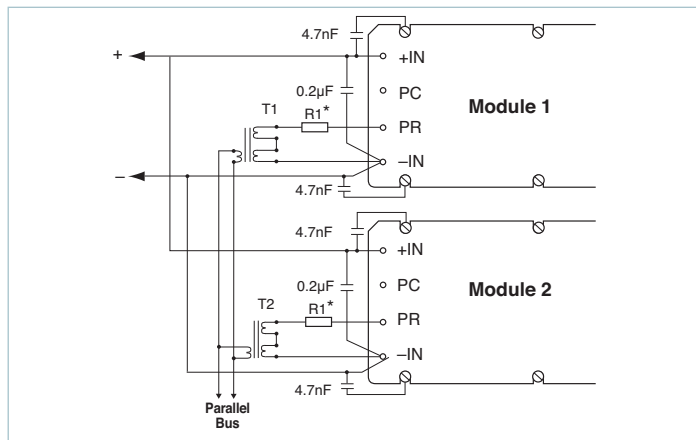 4.7nF
+
+IN
0.2µF
PC
Module 1
T1
R1*
PR
–IN
–
4.7nF
4.7nF
+IN
0.2µF
PC
Module 2
T2
R1*
PR
–IN
4.7nF
Parallel
Bus